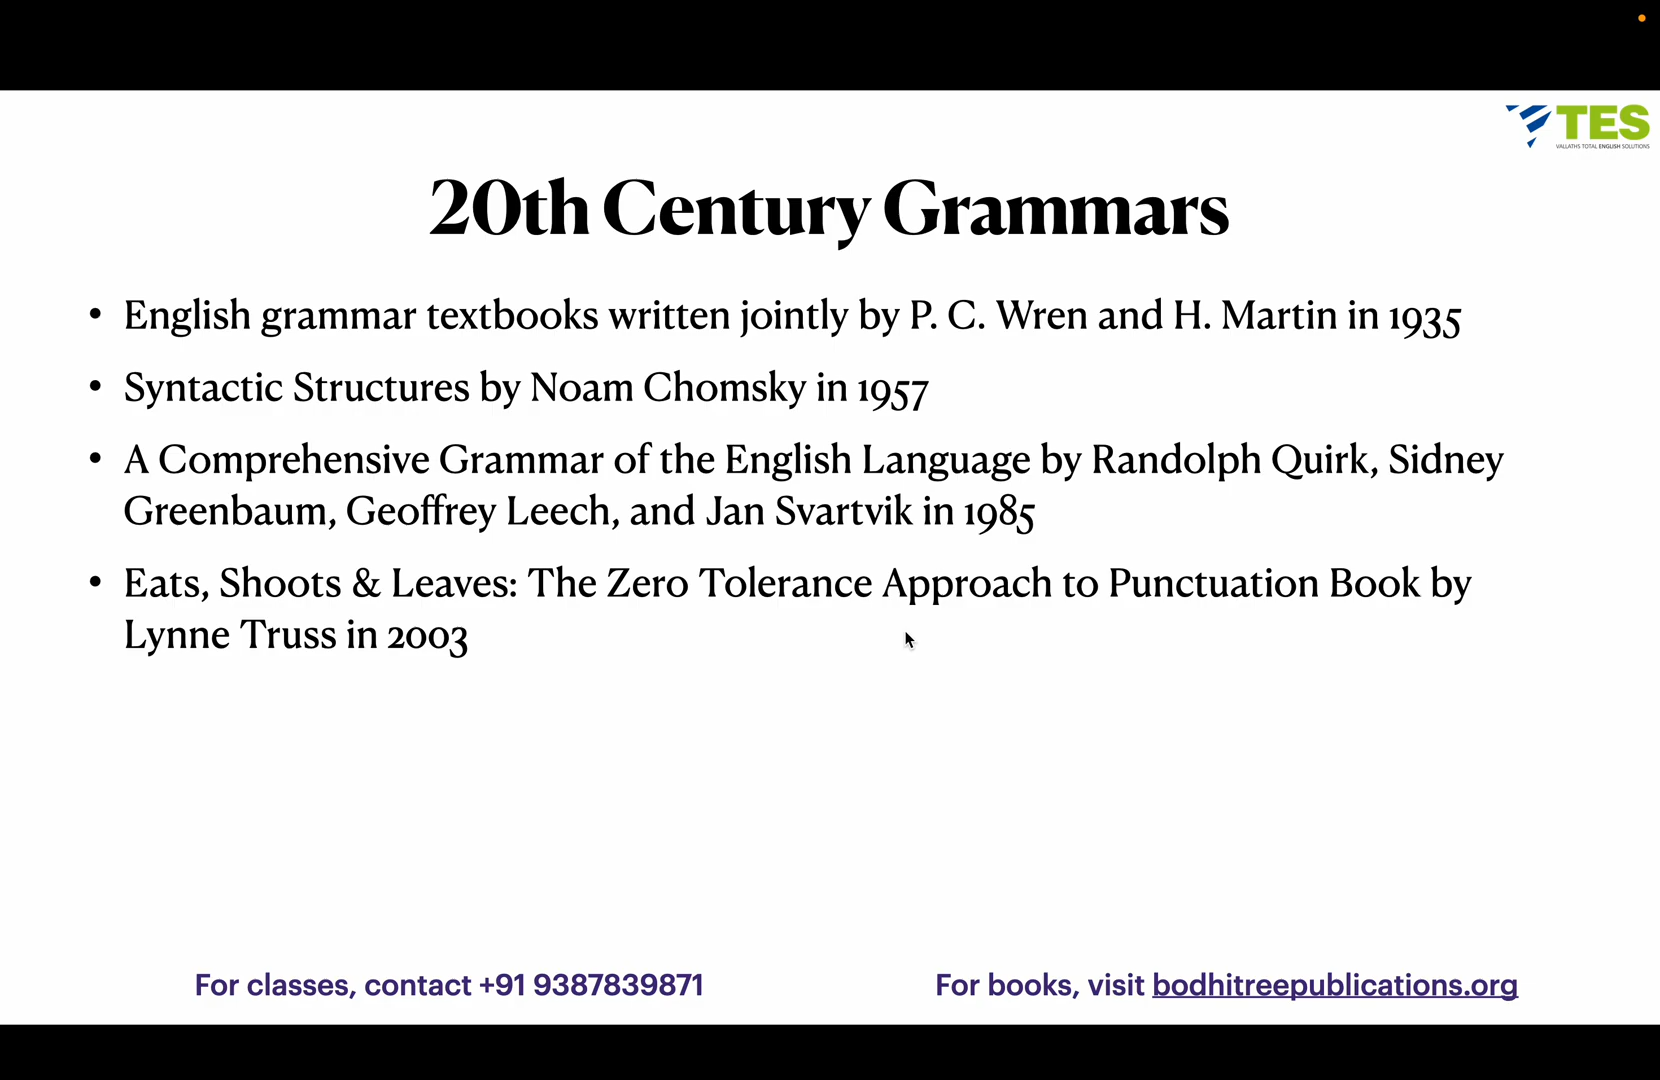 TES
VALLATHS TOTAL ENGLISH SOLUTIONS
20th Century Grammars
• English grammar textbooks written jointly by P. C. Wren and H. Martin in 1935
• Syntactic Structures by Noam Chomsky in 1957
• A Comprehensive Grammar of the English Language by Randolph Quirk, Sidney
Greenbaum, Geoffrey Leech, and Jan Svartvik in 1985
• Eats, Shoots & Leaves: The Zero Tolerance Approach to Punctuation Book by
Lynne Truss in 2003
For classes, contact +91 9387839871
For books, visit bodhitreepublications.org